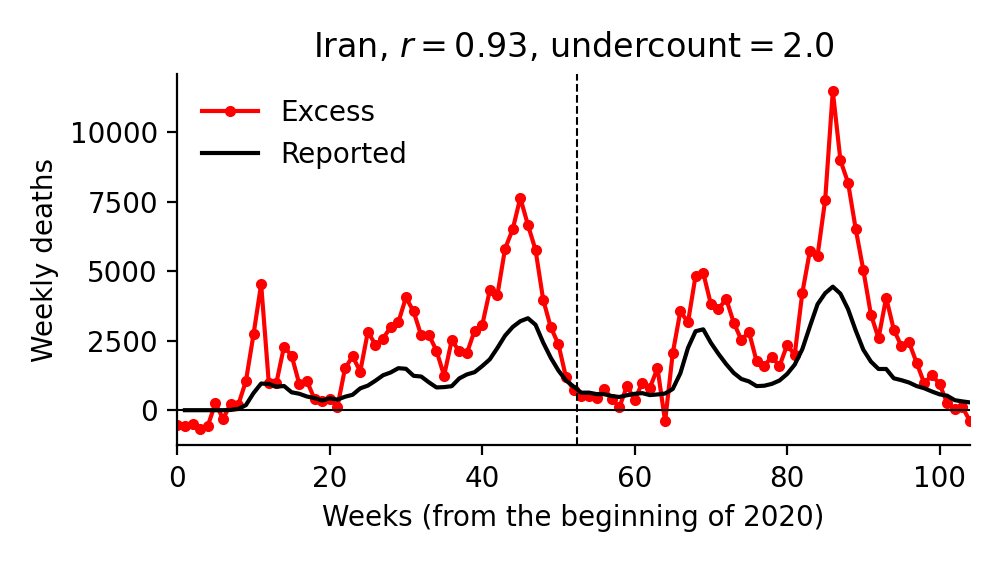 Iran, r = 0.93, undercount = 2.0
Excess
Reported
Weekly deaths
10000
7500
5000
2500
0
0 20 40 60 80 100
Weeks (from the beginning of 2020)